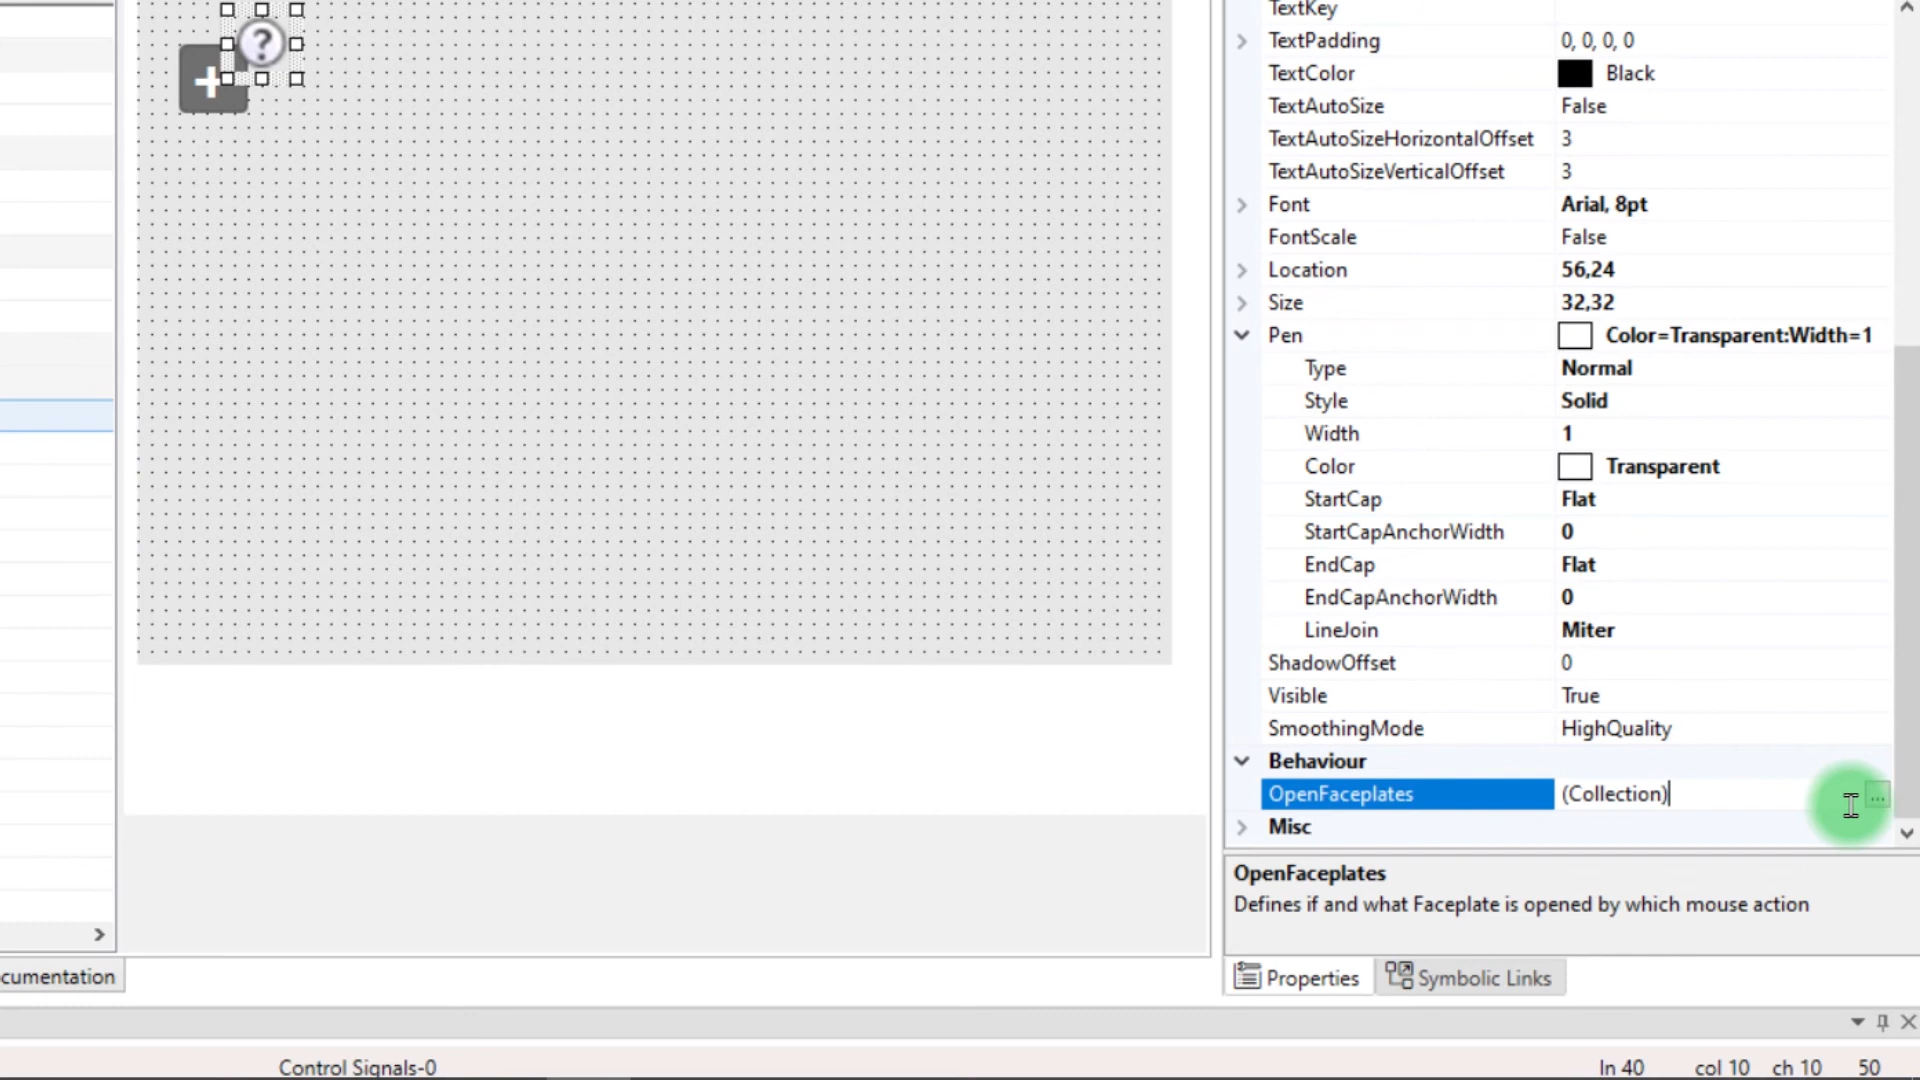 TextKey
TextPadding 0, 0, 0, 0
TextColor Black
TextAutoSize False
TextAutoSizeHorizontalOffset 3
TextAutoSizeVerticalOffset 3
Font Arial, 8pt
FontScale False
Location 56,24
Size 32,32
Pen Color=Transparent:Width=1
Type Normal
Style Solid
Width 1
Color Transparent
StartCap Flat
StartCapAnchorWidth 0
EndCap Flat
EndCapAnchorWidth 0
LineJoin Miter
ShadowOffset 0
Visible True
SmoothingMode HighQuality
Behaviour
OpenFaceplates (Collection) ...
Misc
OpenFaceplates
Defines if and what Faceplate is opened by which mouse action
cumentation
Properties Symbolic Links
Control Signals-0 ln 40 col 10 ch 10 50